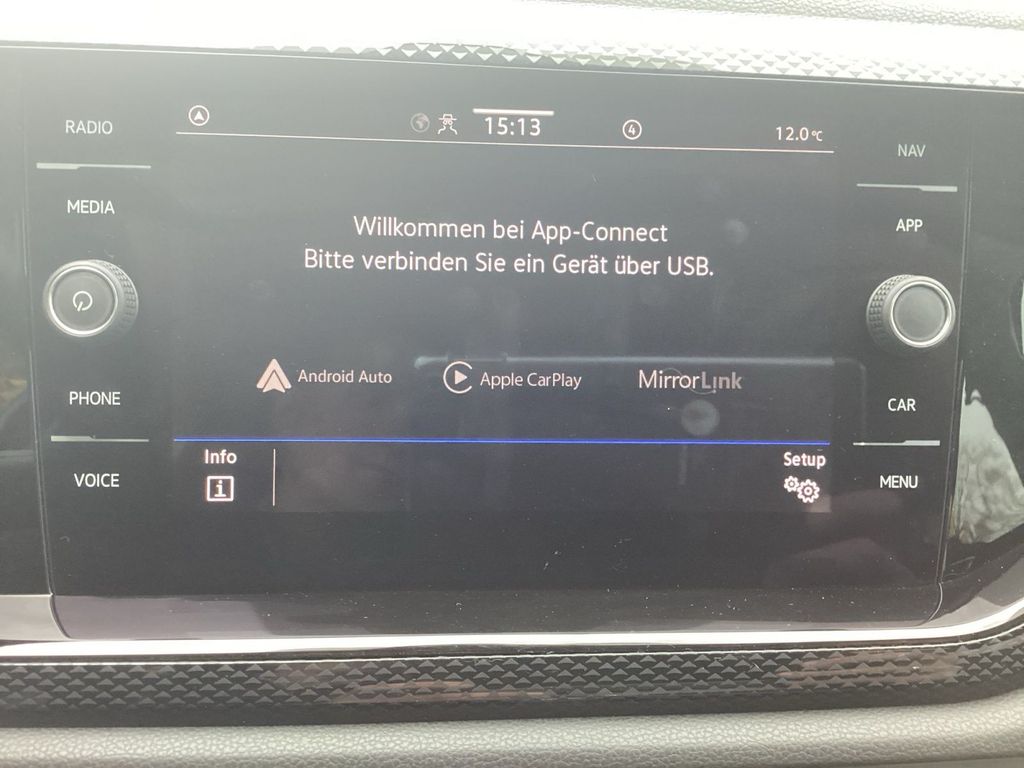 RADIO
MEDIA
PHONE
VOICE
15:13
4
12.0°C
Willkommen bei App-Connect
Bitte verbinden Sie ein Gerät über USB.
Android Auto
Apple CarPlay
MirrorLink
Info
i
Setup
NAV
APP
CAR
MENU